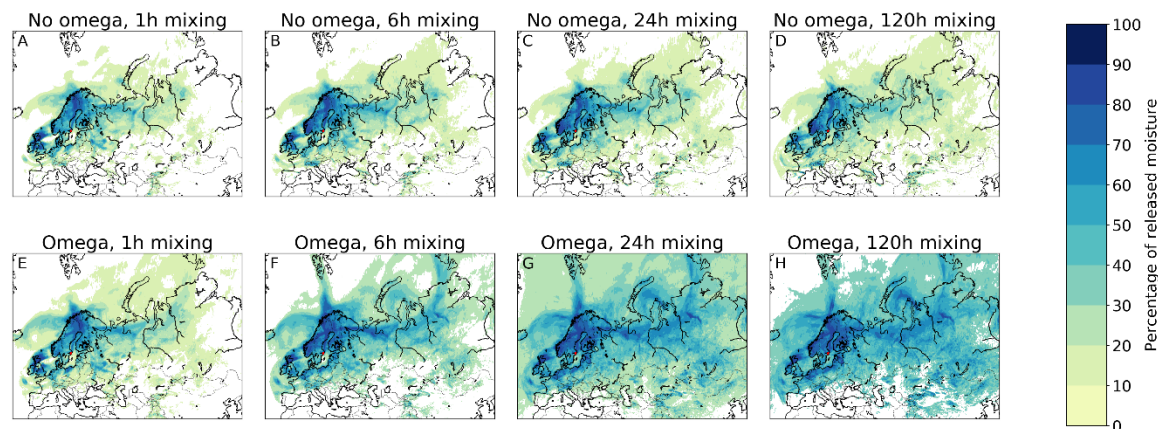 No omega, 1h mixing
No omega, 6h mixing
No omega, 24h mixing
No omega, 120h mixing
A
B
C
D
Omega, 1h mixing
Omega, 6h mixing
Omega, 24h mixing
Omega, 120h mixing
E
F
G
H
100
90
80
70
60
50
40
30
20
10
0
Percentage of released moisture